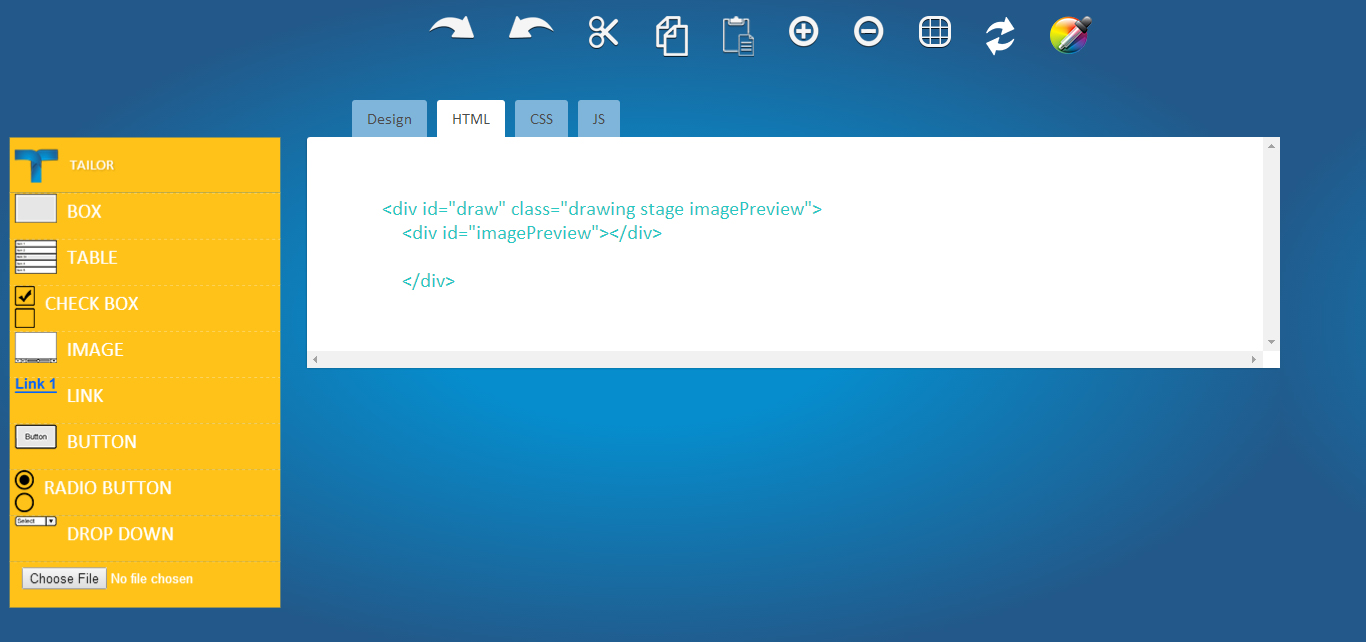 Design HTML CSS JS
TAILOR
BOX
TABLE
CHECK BOX
IMAGE
Link 1
LINK
Button
BUTTON
RADIO BUTTON
Select
DROP DOWN
Choose File No file chosen
<div id="draw" class="drawing stage imagePreview">
<div id="imagePreview"></div>
</div>